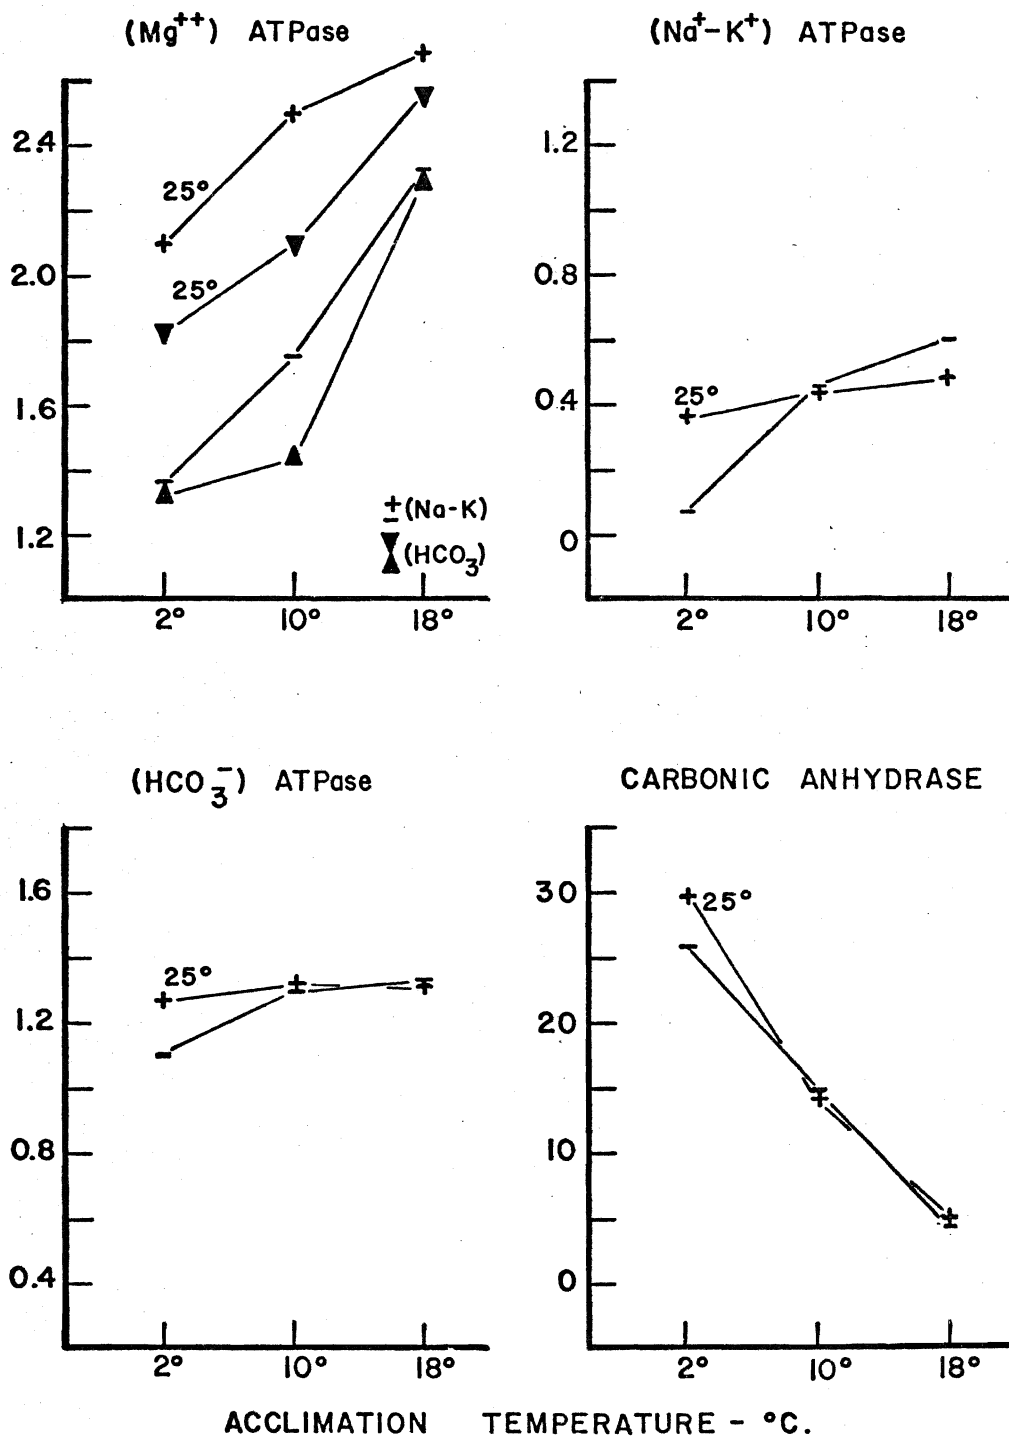 (Mg++) ATPase
2.4
2.0
1.6
1.2
25°
25°
± (Na-K)
(HCO3)
2° 10° 18°
(Na+-K+) ATPase
1.2
0.8
0.4
0
25°
2° 10° 18°
(HCO3-) ATPase
1.6
1.2
0.8
0.4
25°
2° 10° 18°
CARBONIC ANHYDRASE
30
20
10
0
25°
2° 10° 18°
ACCLIMATION TEMPERATURE - °C.